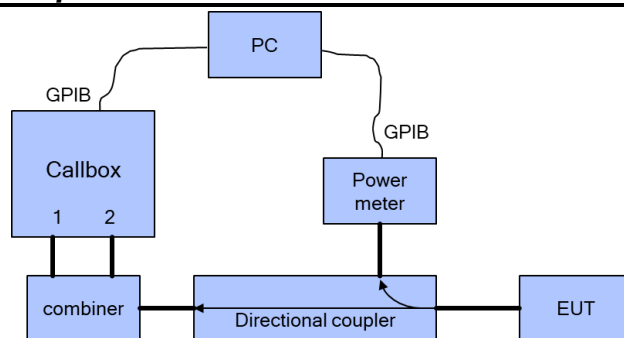 PC
GPIB
GPIB
Callbox
Power
meter
1 2
combiner
Directional coupler
EUT